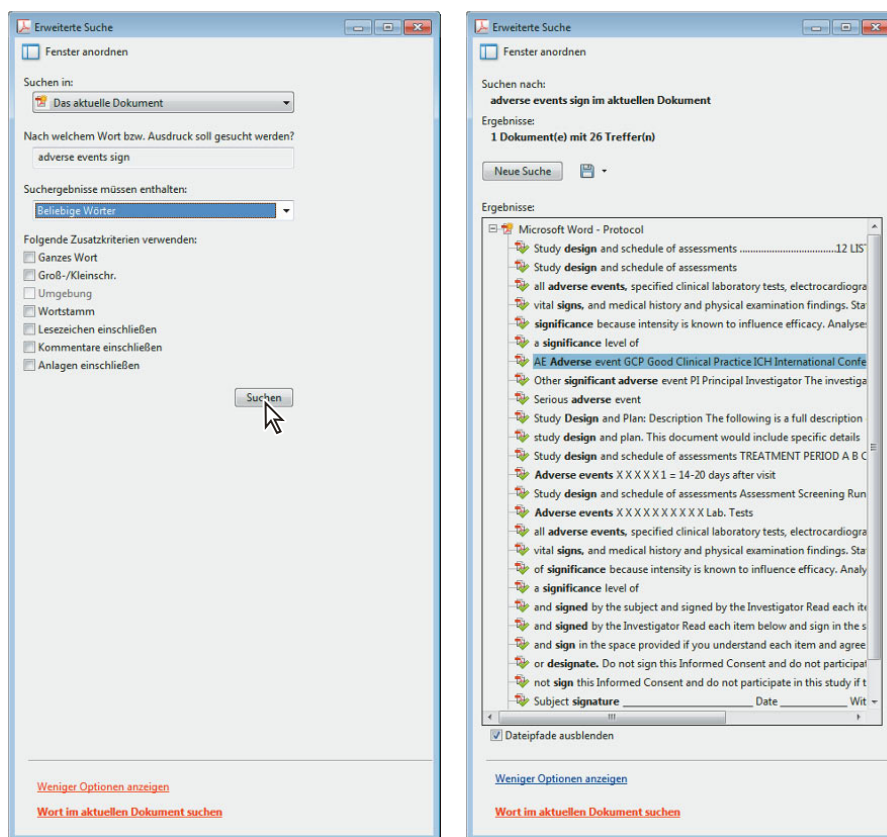 Erweiterte Suche
Fenster anordnen
Suchen in:
Das aktuelle Dokument
Nach welchem Wort bzw. Ausdruck soll gesucht werden?
adverse events sign
Suchergebnisse müssen enthalten:
Beliebige Wörter
Folgende Zusatzkriterien verwenden:
Ganzes Wort
Groß-/Kleinschr.
Umgebung
Wortstamm
Lesezeichen einschließen
Kommentare einschließen
Anlagen einschließen
Suchen
Weniger Optionen anzeigen
Wort im aktuellen Dokument suchen
Erweiterte Suche
Fenster anordnen
Suchen nach:
adverse events sign im aktuellen Dokument
Ergebnisse:
1 Dokument(e) mit 26 Treffer(n)
Neue Suche
Ergebnisse:
Microsoft Word - Protocol
Study design and schedule of assessments ...................................12 LIS
Study design and schedule of assessments
all adverse events, specified clinical laboratory tests, electrocardiogra
vital signs, and medical history and physical examination findings. Sta
significance because intensity is known to influence efficacy. Analyse
a significance level of
AE Adverse event GCP Good Clinical Practice ICH International Confe
Other significant adverse event PI Principal Investigator The investiga
Serious adverse event
Study Design and Plan: Description The following is a full description
study design and plan. This document would include specific details
Study design and schedule of assessments TREATMENT PERIOD A B C
Adverse events X X X X X 1 = 14-20 days after visit
Study design and schedule of assessments Assessment Screening Run
Adverse events X X X X X X X X X X Lab. Tests
all adverse events, specified clinical laboratory tests, electrocardiogra
vital signs, and medical history and physical examination findings. Sta
of significance because intensity is known to influence efficacy. Analy
a significance level of
and signed by the subject and signed by the Investigator Read each ite
and signed by the Investigator Read each item below and sign in the s
and sign in the space provided if you understand each item and agree
or designate. Do not sign this Informed Consent and do not participat
not sign this Informed Consent and do not participate in this study if t
Subject signature ________________________ Date ____________ Wit
Dateipfade ausblenden
Weniger Optionen anzeigen
Wort im aktuellen Dokument suchen